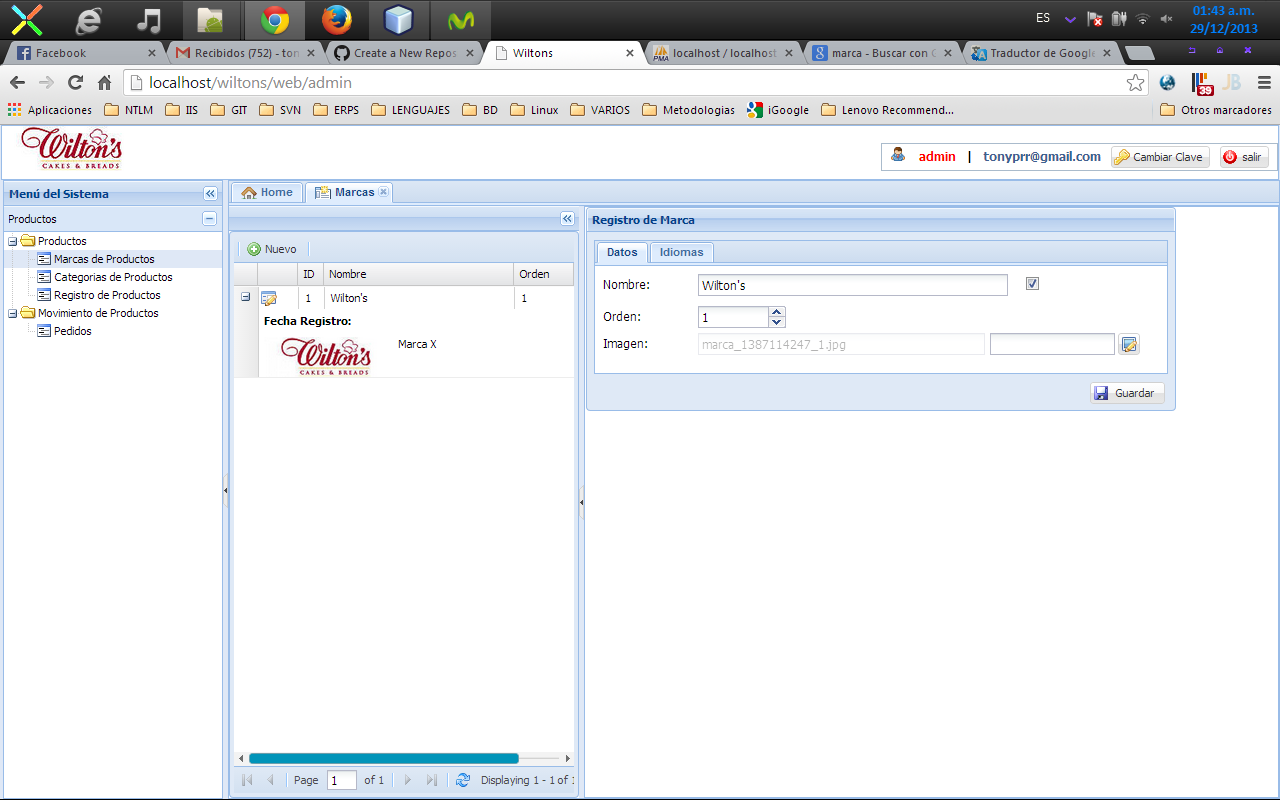 ES
01:43 a.m.
29/12/2013
Facebook
Recibidos (752) - ton
Create a New Repos
Wiltons
PMA
localhost / localhost
marca - Buscar con G
Traductor de Google
localhost/wiltons/web/admin
39
JB
Aplicaciones
NTLM
IIS
GIT
SVN
ERPS
LENGUAJES
BD
Linux
VARIOS
Metodologias
iGoogle
Lenovo Recommend...
Otros marcadores
Wilton's
CAKES & BREADS
admin | tonyprr@gmail.com
Cambiar Clave
salir
Menú del Sistema
Productos
Productos
Marcas de Productos
Categorias de Productos
Registro de Productos
Movimiento de Productos
Pedidos
Home
Marcas
Nuevo
ID Nombre Orden
1 Wilton's 1
Fecha Registro:
Wilton's
CAKES & BREADS
Marca X
Page 1 of 1
Displaying 1 - 1 of 1
Registro de Marca
Datos
Idiomas
Nombre: Wilton's
Orden: 1
Imagen: marca_1387114247_1.jpg
Guardar